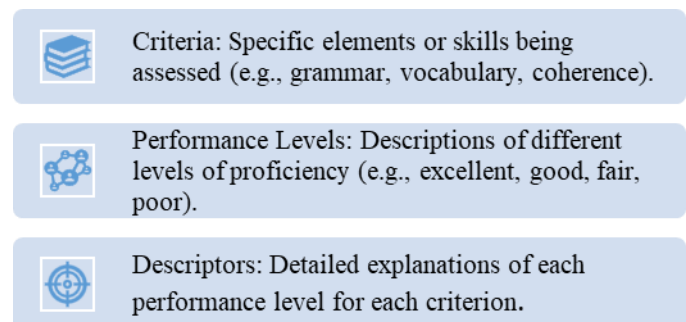 Criteria: Specific elements or skills being
assessed (e.g., grammar, vocabulary, coherence).
Performance Levels: Descriptions of different
levels of proficiency (e.g., excellent, good, fair,
poor).
Descriptors: Detailed explanations of each
performance level for each criterion.